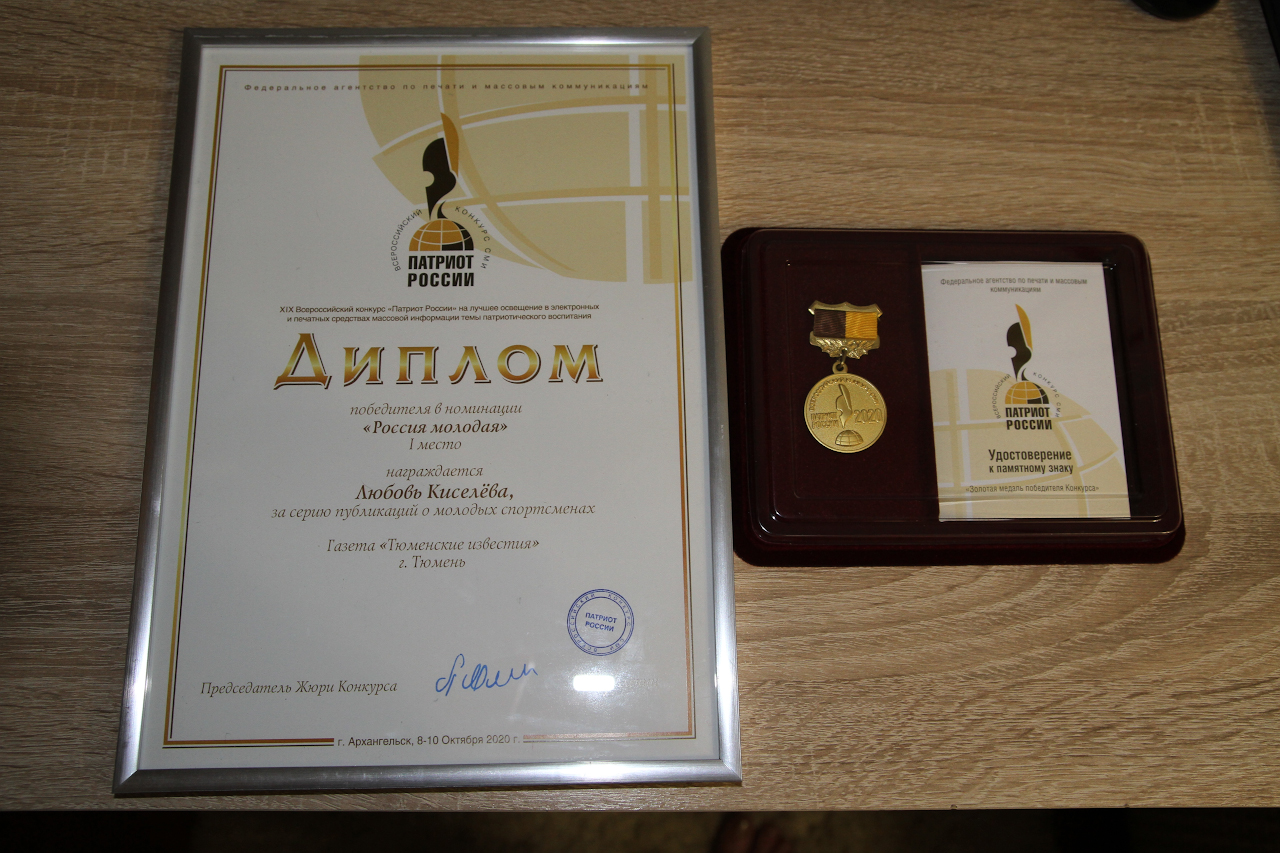 Федеральное агентство по печати и массовым коммуникациям
ВСЕРОССИЙСКИЙ КОНКУРС СМИ
ПАТРИОТ
РОССИИ
XIX Всероссийский конкурс «Патриот России» на лучшее освещение в электронных
и печатных средствах массовой информации темы патриотического воспитания
Диплом
победителя в номинации
«Россия молодая»
I место
награждается
Любовь Киселёва,
за серию публикаций о молодых спортсменах
Газета «Тюменские известия»
г. Тюмень
ПАТРИОТ
РОССИИ
Председатель Жюри Конкурса
г. Архангельск, 8-10 Октября 2020 г.
ПАТРИОТ
РОССИИ
2020
Федеральное агентство по печати и массовым
коммуникациям
ВСЕРОССИЙСКИЙ КОНКУРС СМИ
ПАТРИОТ
РОССИИ
Удостоверение
к памятному знаку
«Золотая медаль победителя Конкурса»